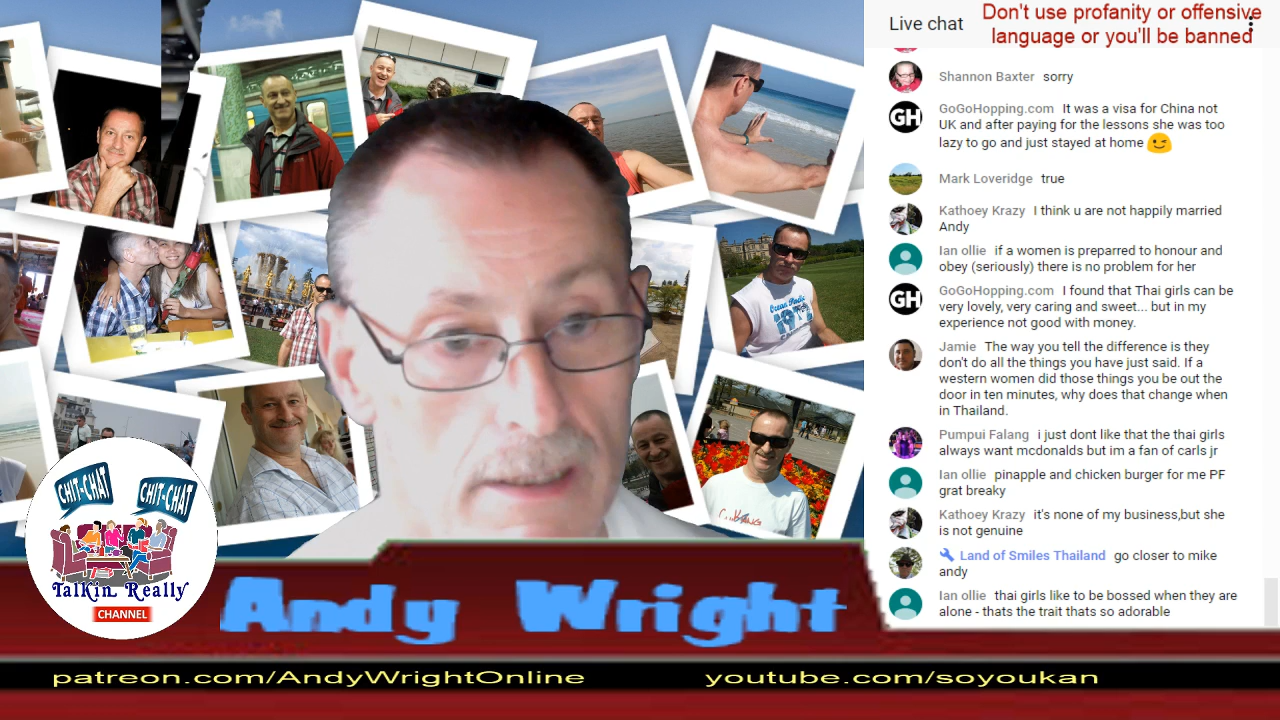 Live chat
Don't use profanity or offensive
language or you'll be banned
Shannon Baxter sorry
GH
GoGoHopping.com It was a visa for China not
UK and after paying for the lessons she was too
lazy to go and just stayed at home
Mark Loveridge true
Kathoey Krazy I think u are not happily married
Andy
Ian ollie if a women is preparred to honour and
obey (seriously) there is no problem for her
GH
GoGoHopping.com I found that Thai girls can be
very lovely, very caring and sweet... but in my
experience not good with money.
Jamie The way you tell the difference is they
don't do all the things you have just said. If a
western women did those things you be out the
door in ten minutes, why does that change when
in Thailand.
Pumpui Falang i just dont like that the thai girls
always want mcdonalds but im a fan of carls jr
Ian ollie pinapple and chicken burger for me PF
grat breaky
Kathoey Krazy it's none of my business,but she
is not genuine
Land of Smiles Thailand go closer to mike
andy
Ian ollie thai girls like to be bossed when they are
alone - thats the trait thats so adorable
CHIT-CHAT
CHIT-CHAT
Talkin Really
CHANNEL
Andy Wright
patreon.com/AndyWrightOnline
youtube.com/soyoukan